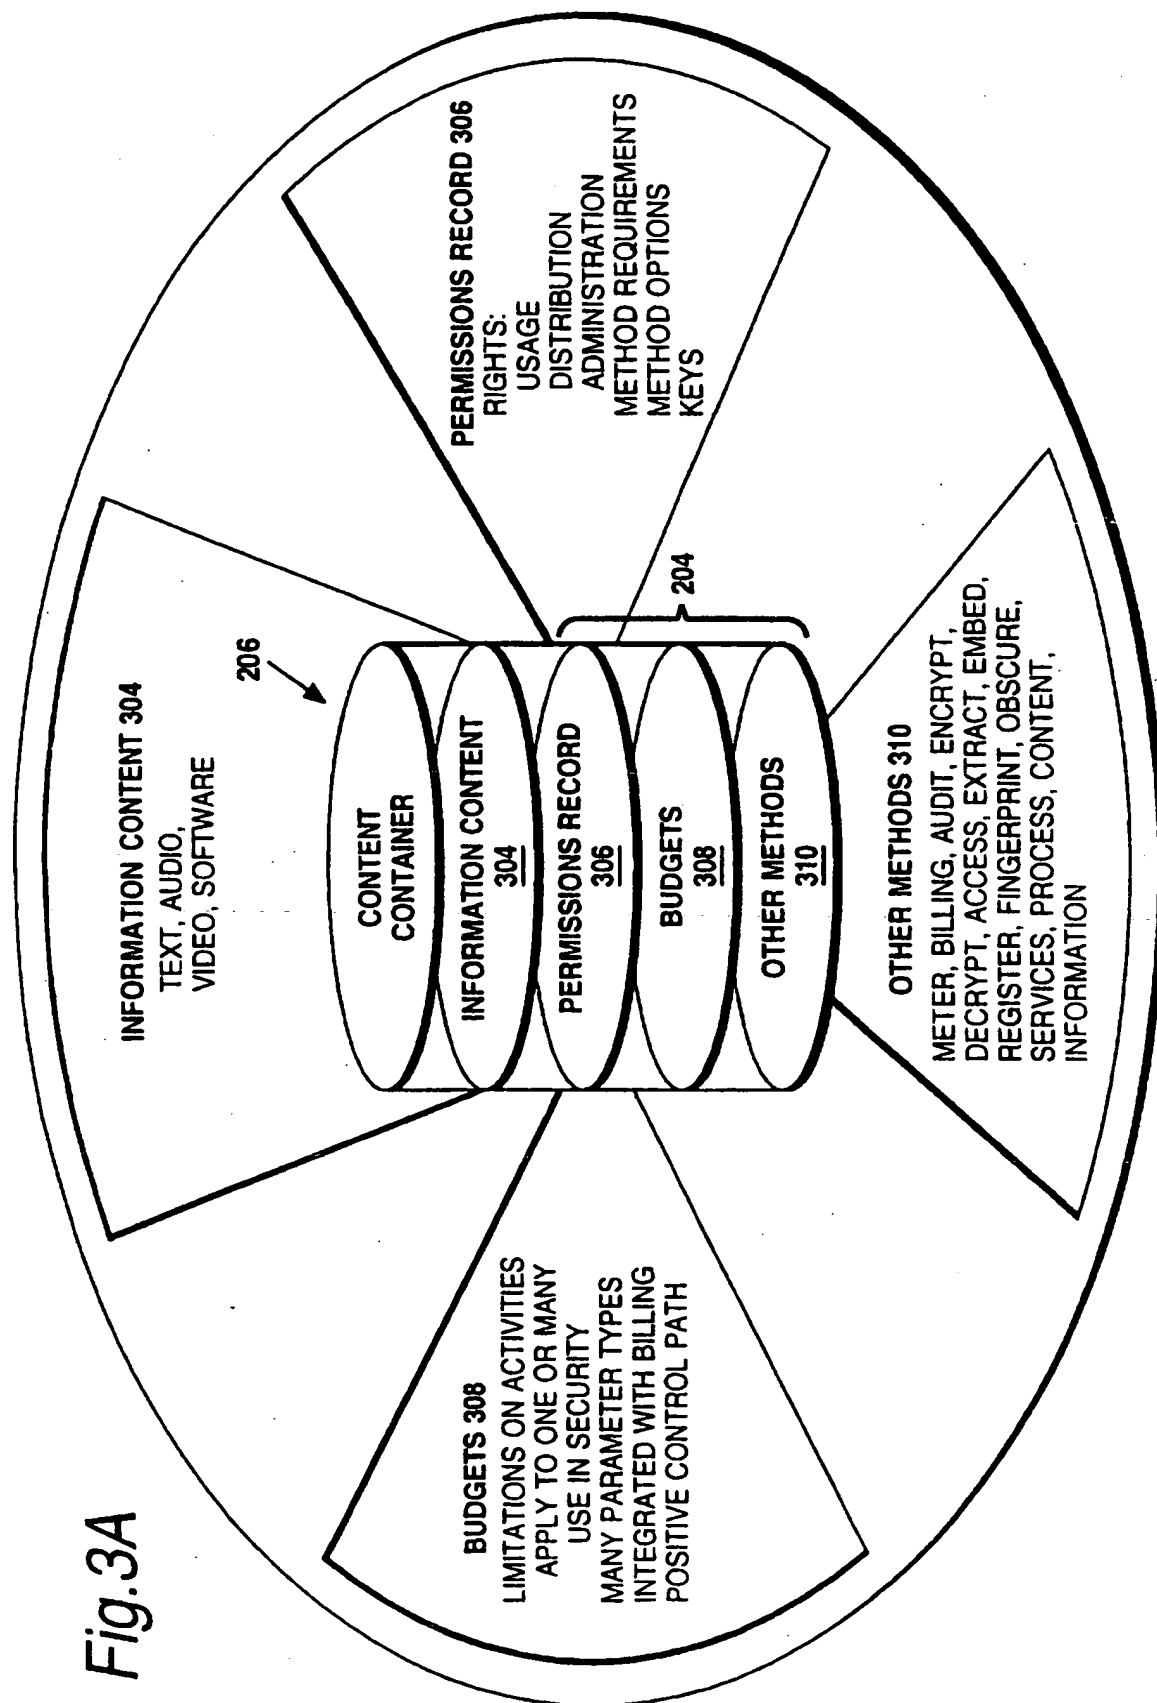 Fig.3A
INFORMATION CONTENT 304
TEXT, AUDIO,
VIDEO, SOFTWARE
BUDGETS 308
LIMITATIONS ON ACTIVITIES
APPLY TO ONE OR MANY
USE IN SECURITY
MANY PARAMETER TYPES
INTEGRATED WITH BILLING
POSITIVE CONTROL PATH
206
CONTENT
CONTAINER
INFORMATION CONTENT
304
PERMISSIONS RECORD
306
BUDGETS
308
OTHER METHODS
310
204
PERMISSIONS RECORD 306
RIGHTS:
USAGE
DISTRIBUTION
ADMINISTRATION
METHOD REQUIREMENTS
METHOD OPTIONS
KEYS
OTHER METHODS 310
METER, BILLING, AUDIT, ENCRYPT,
DECRYPT, ACCESS, EXTRACT, EMBED,
REGISTER, FINGERPRINT, OBSCURE,
SERVICES, PROCESS, CONTENT,
INFORMATION